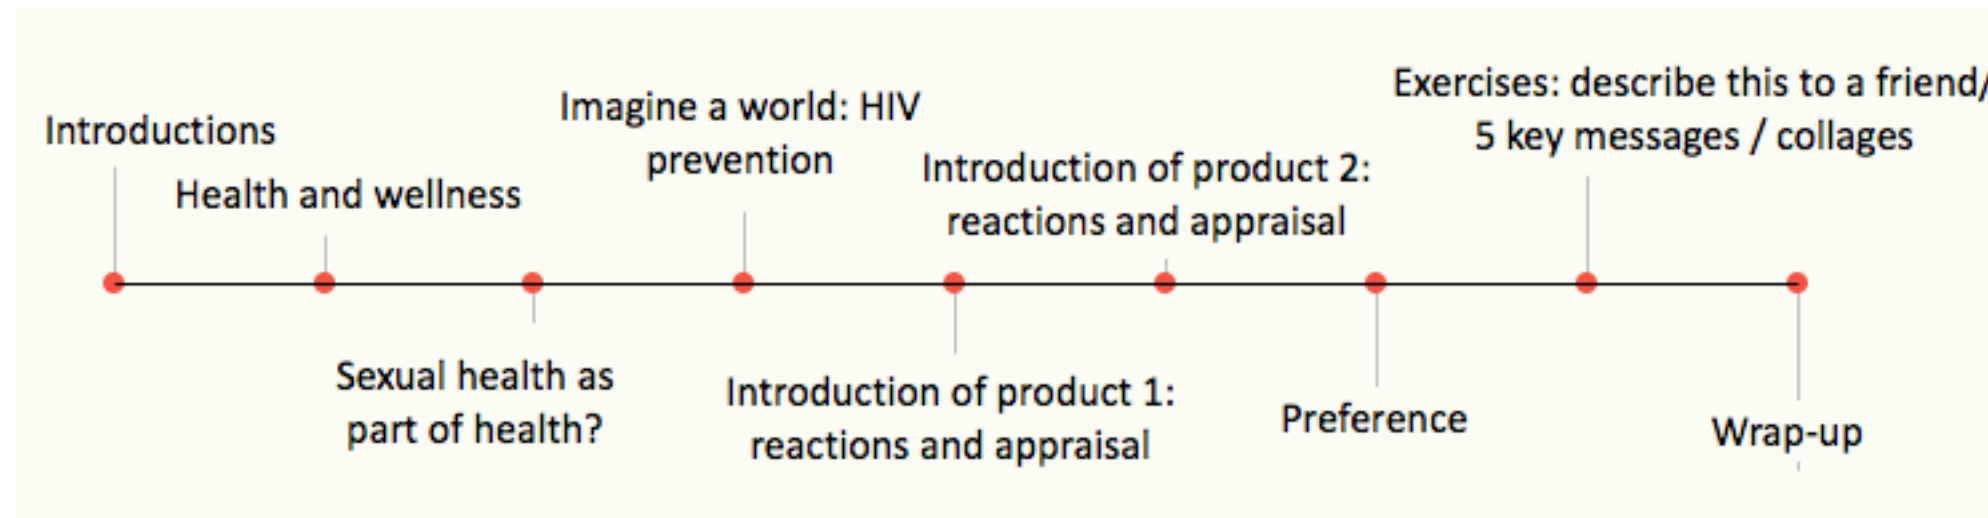 Introductions
Health and wellness
Sexual health as
part of health?
Imagine a world: HIV
prevention
Introduction of product 1:
reactions and appraisal
Introduction of product 2:
reactions and appraisal
Preference
Exercises: describe this to a friend/
5 key messages / collages
Wrap-up